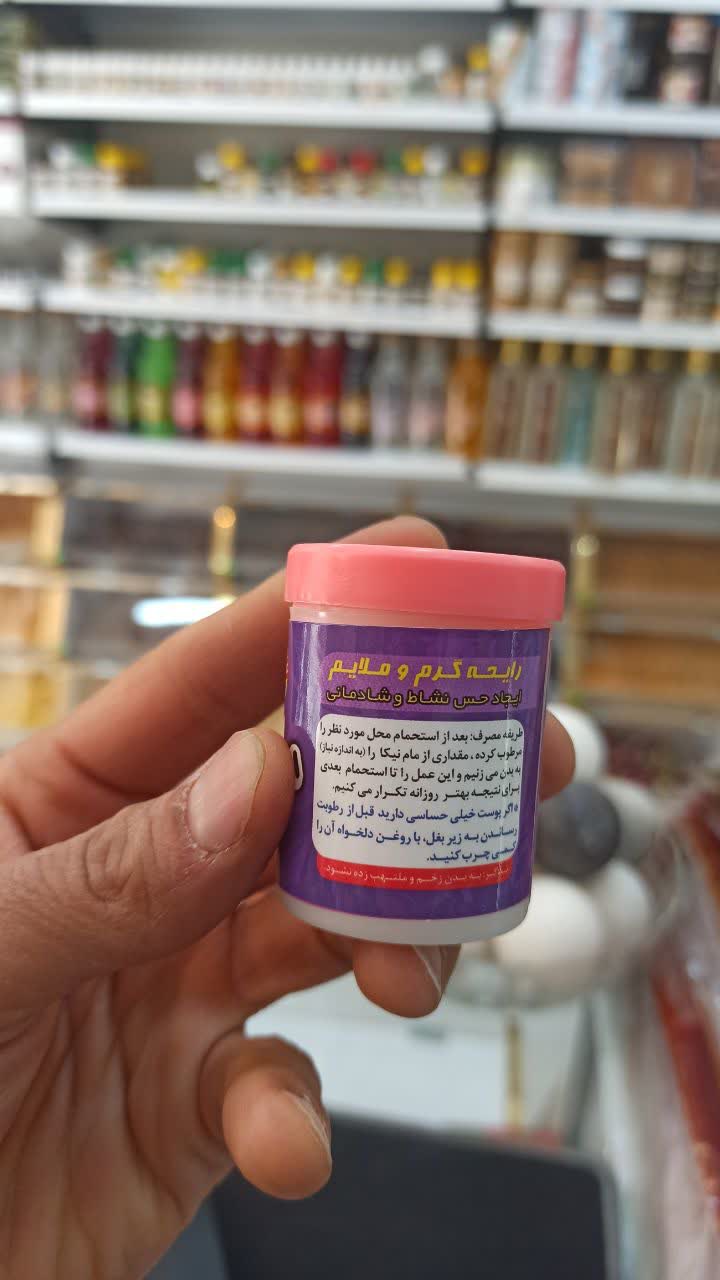 رایحه گرم و ملایم
ایجاد حس نشاط و شادمانی
طریقه مصرف: بعد از استحمام محل مورد نظر را
مرطوب کرده، مقداری از مام نیکا را (به اندازه نیاز)
به بدن می زنیم و این عمل را تا استحمام بعدی
برای نتیجه بهتر روزانه تکرار می کنیم.
* اگر پوست خیلی حساسی دارید قبل از رطوبت
رساندن به زیر بغل، با روغن دلخواه آن را
کمی چرب کنید.
تذکر: به بدن زخم و ملتهب زده نشود.